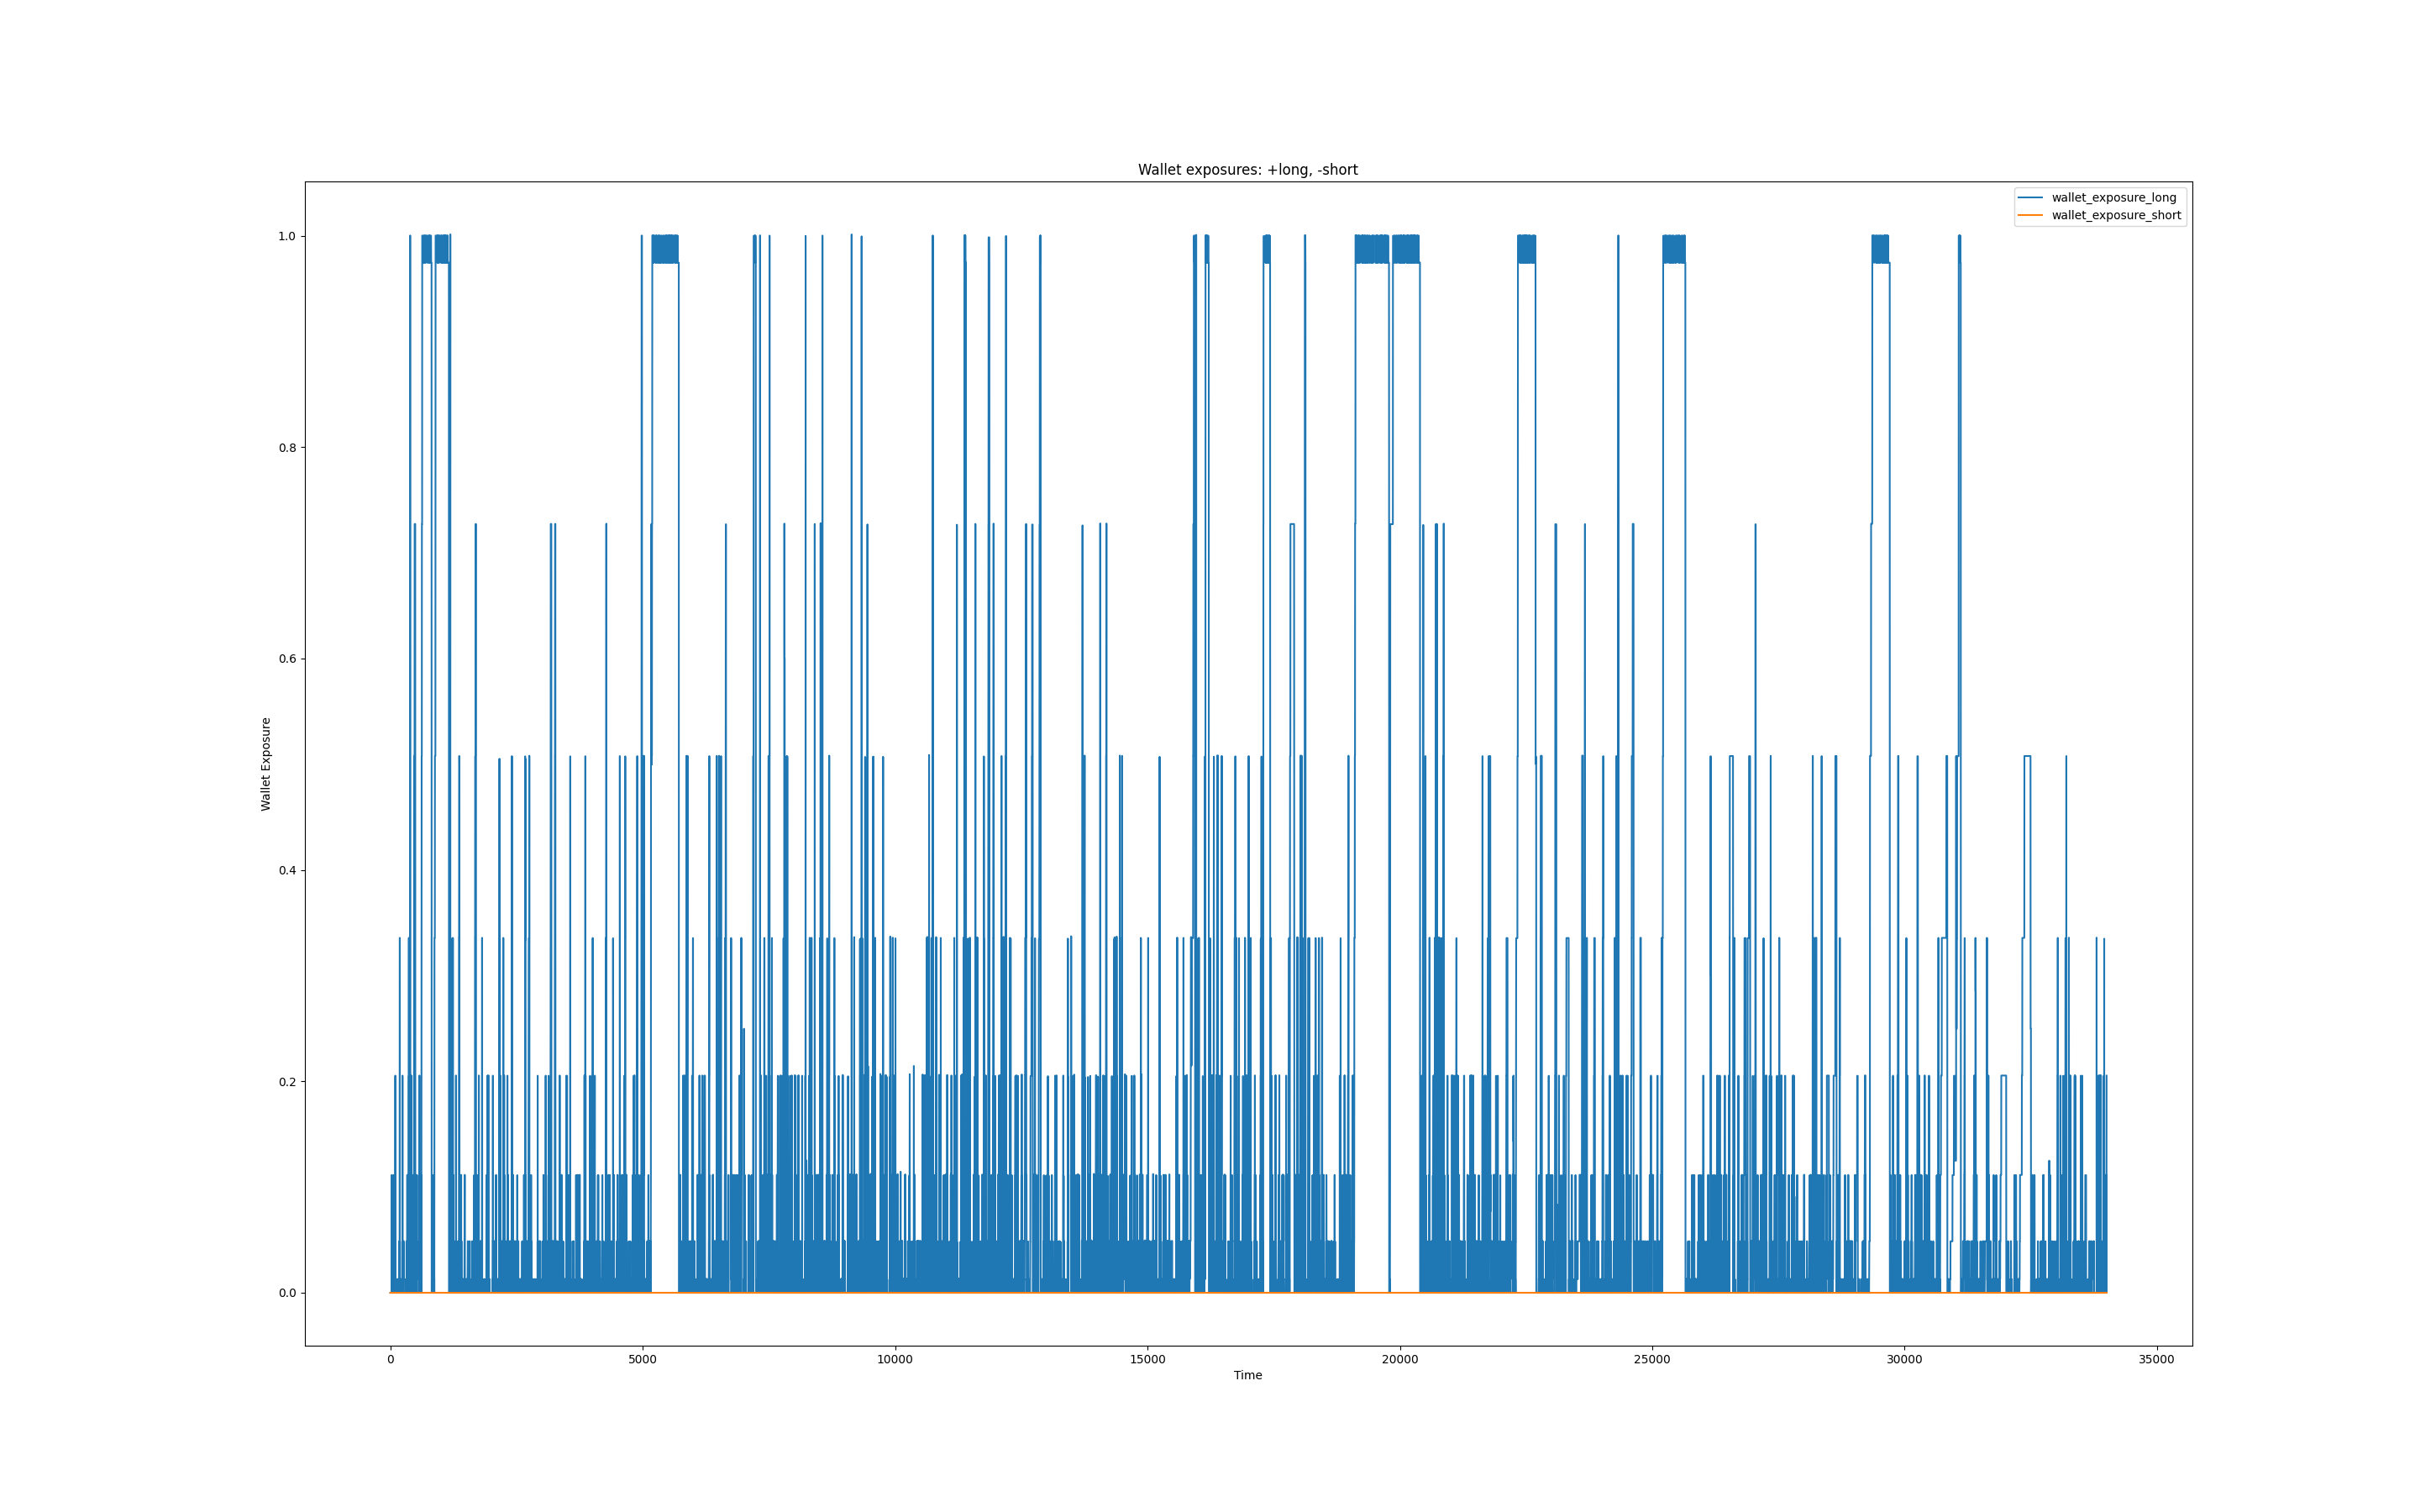 Wallet exposures: +long, -short
wallet_exposure_long
wallet_exposure_short
1.0
0.8
0.6
0.4
0.2
0.0
Wallet Exposure
0 5000 10000 15000 20000 25000 30000 35000
Time